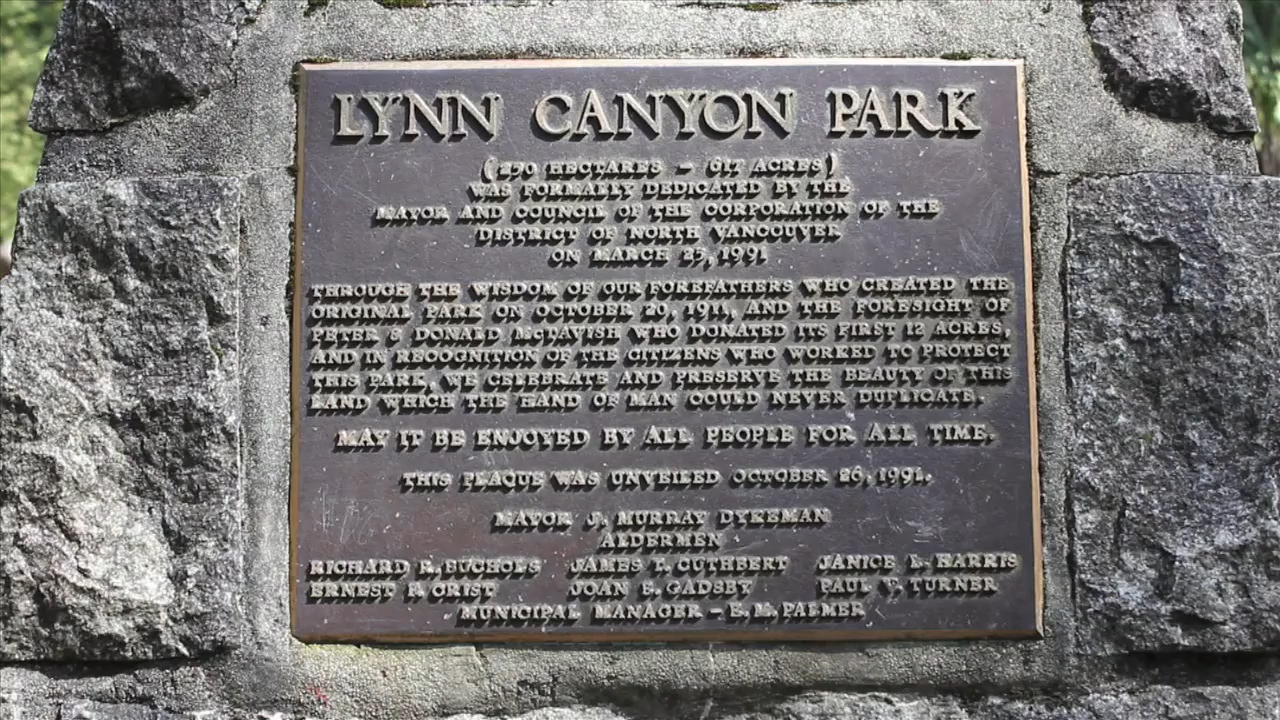 LYNN CANYON PARK
(250 HECTARES - 617 ACRES)
WAS FORMALLY DEDICATED BY THE
MAYOR AND COUNCIL OF THE CORPORATION OF THE
DISTRICT OF NORTH VANCOUVER
ON MARCH 25, 1991
THROUGH THE WISDOM OF OUR FOREFATHERS WHO CREATED THE
ORIGINAL PARK ON OCTOBER 20, 1911, AND THE FORESIGHT OF
PETER & DONALD McTAVISH WHO DONATED ITS FIRST 12 ACRES,
AND IN RECOGNITION OF THE CITIZENS WHO WORKED TO PROTECT
THIS PARK, WE CELEBRATE AND PRESERVE THE BEAUTY OF THIS
LAND WHICH THE HAND OF MAN COULD NEVER DUPLICATE.
MAY IT BE ENJOYED BY ALL PEOPLE FOR ALL TIME.
THIS PLAQUE WAS UNVEILED OCTOBER 26, 1991.
MAYOR J. MURRAY DYKEMAN
ALDERMEN
RICHARD R. BUCHOLS JAMES T. CUTHBERT JANICE L. HARRIS
ERNEST P. CRIST JOAN E. GADSBY PAUL TURNER
MUNICIPAL MANAGER - E. M. PALMER